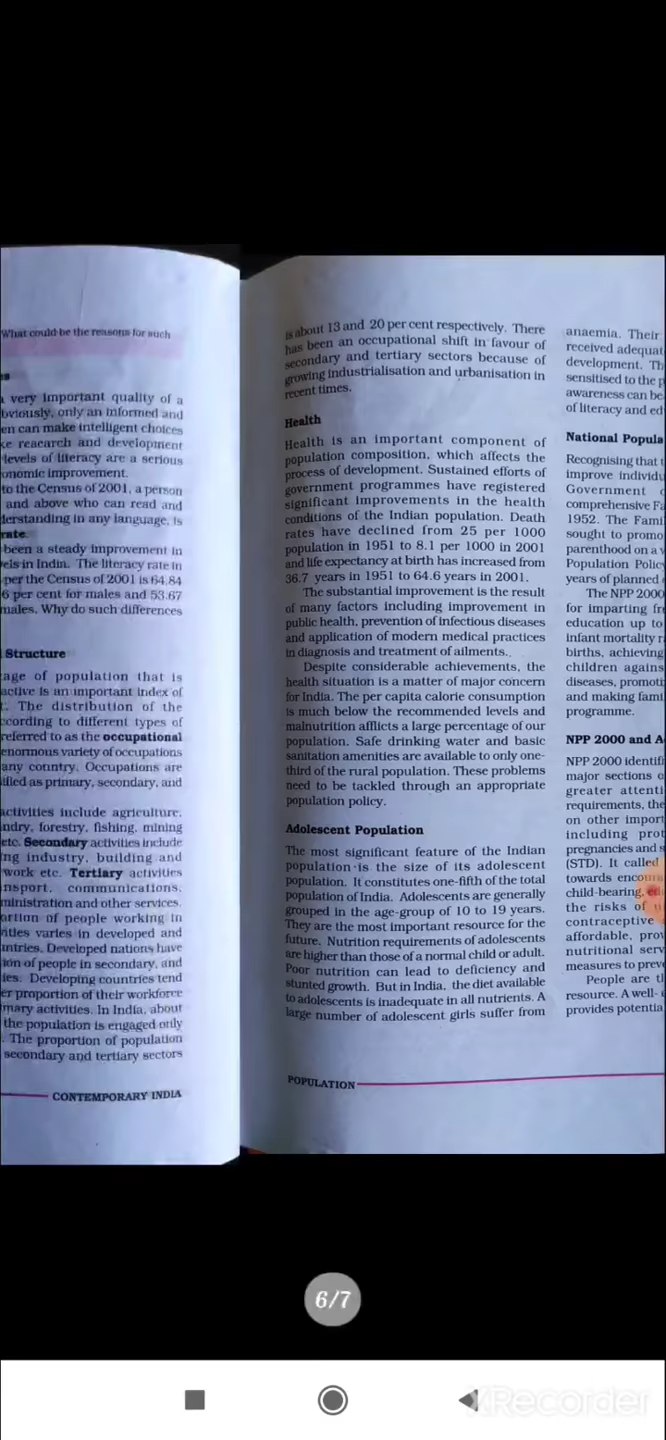 What could be the reasons for such
very important quality of a
bviously, only an informed and
en can make intelligent choices
ke reaearch and development
levels of literacy are a serious
onomic improvement.
to the Census of 2001, a person
and above who can read and
derstanding in any language, is
rate.
been a steady improvement in
els in India. The literacy rate in
per the Census of 2001 is 64.84
6 per cent for males and 53.67
males. Why do such differences
Structure
age of population that is
active is an important index of
The distribution of the
ccording to different types of
referred to as the occupational
enormous variety of occupations
any country. Occupations are
ified as primary, secondary, and
activities include agriculture,
ndry, forestry, fishing, mining
etc. Secondary activities include
ng industry, building and
work etc. Tertiary activities
nsport, communications,
ministration and other services.
ortion of people working in
ities varies in developed and
untries. Developed nations have
ion of people in secondary, and
ies. Developing countries tend
er proportion of their workforce
mary activities. In India, about
the population is engaged only
. The proportion of population
secondary and tertiary sectors
CONTEMPORARY INDIA
is about 13 and 20 per cent respectively. There
has been an occupational shift in favour of
secondary and tertiary sectors because of
growing industrialisation and urbanisation in
recent times.
Health
Health is an important component of
population composition, which affects the
process of development. Sustained efforts of
government programmes have registered
significant improvements in the health
conditions of the Indian population. Death
rates have declined from 25 per 1000
population in 1951 to 8.1 per 1000 in 2001
and life expectancy at birth has increased from
36.7 years in 1951 to 64.6 years in 2001.
The substantial improvement is the result
of many factors including improvement in
public health, prevention of infectious diseases
and application of modern medical practices
in diagnosis and treatment of ailments.
Despite considerable achievements, the
health situation is a matter of major concern
for India. The per capita calorie consumption
is much below the recommended levels and
malnutrition afflicts a large percentage of our
population. Safe drinking water and basic
sanitation amenities are available to only one-
third of the rural population. These problems
need to be tackled through an appropriate
population policy.
Adolescent Population
The most significant feature of the Indian
population is the size of its adolescent
population. It constitutes one-fifth of the total
population of India. Adolescents are generally
grouped in the age-group of 10 to 19 years.
They are the most important resource for the
future. Nutrition requirements of adolescents
are higher than those of a normal child or adult.
Poor nutrition can lead to deficiency and
stunted growth. But in India, the diet available
to adolescents is inadequate in all nutrients. A
large number of adolescent girls suffer from
POPULATION
anaemia. Their
received adequat
development. Th
sensitised to the p
awareness can be
of literacy and ed
National Popula
Recognising that t
improve individu
Government o
comprehensive Fa
1952. The Famil
sought to promo
parenthood on a v
Population Policy
years of planned
The NPP 2000
for imparting fr
education up to
infant mortality r
births, achieving
children agains
diseases, promoti
and making fami
programme.
NPP 2000 and A
NPP 2000 identifi
major sections o
greater attenti
requirements, the
on other import
including prot
pregnancies and s
(STD). It called
towards encou
child-bearing, ed
the risks of u
contraceptive
affordable, prov
nutritional serv
measures to preve
People are t
resource. A well-
provides potentia
6/7
XRecorder